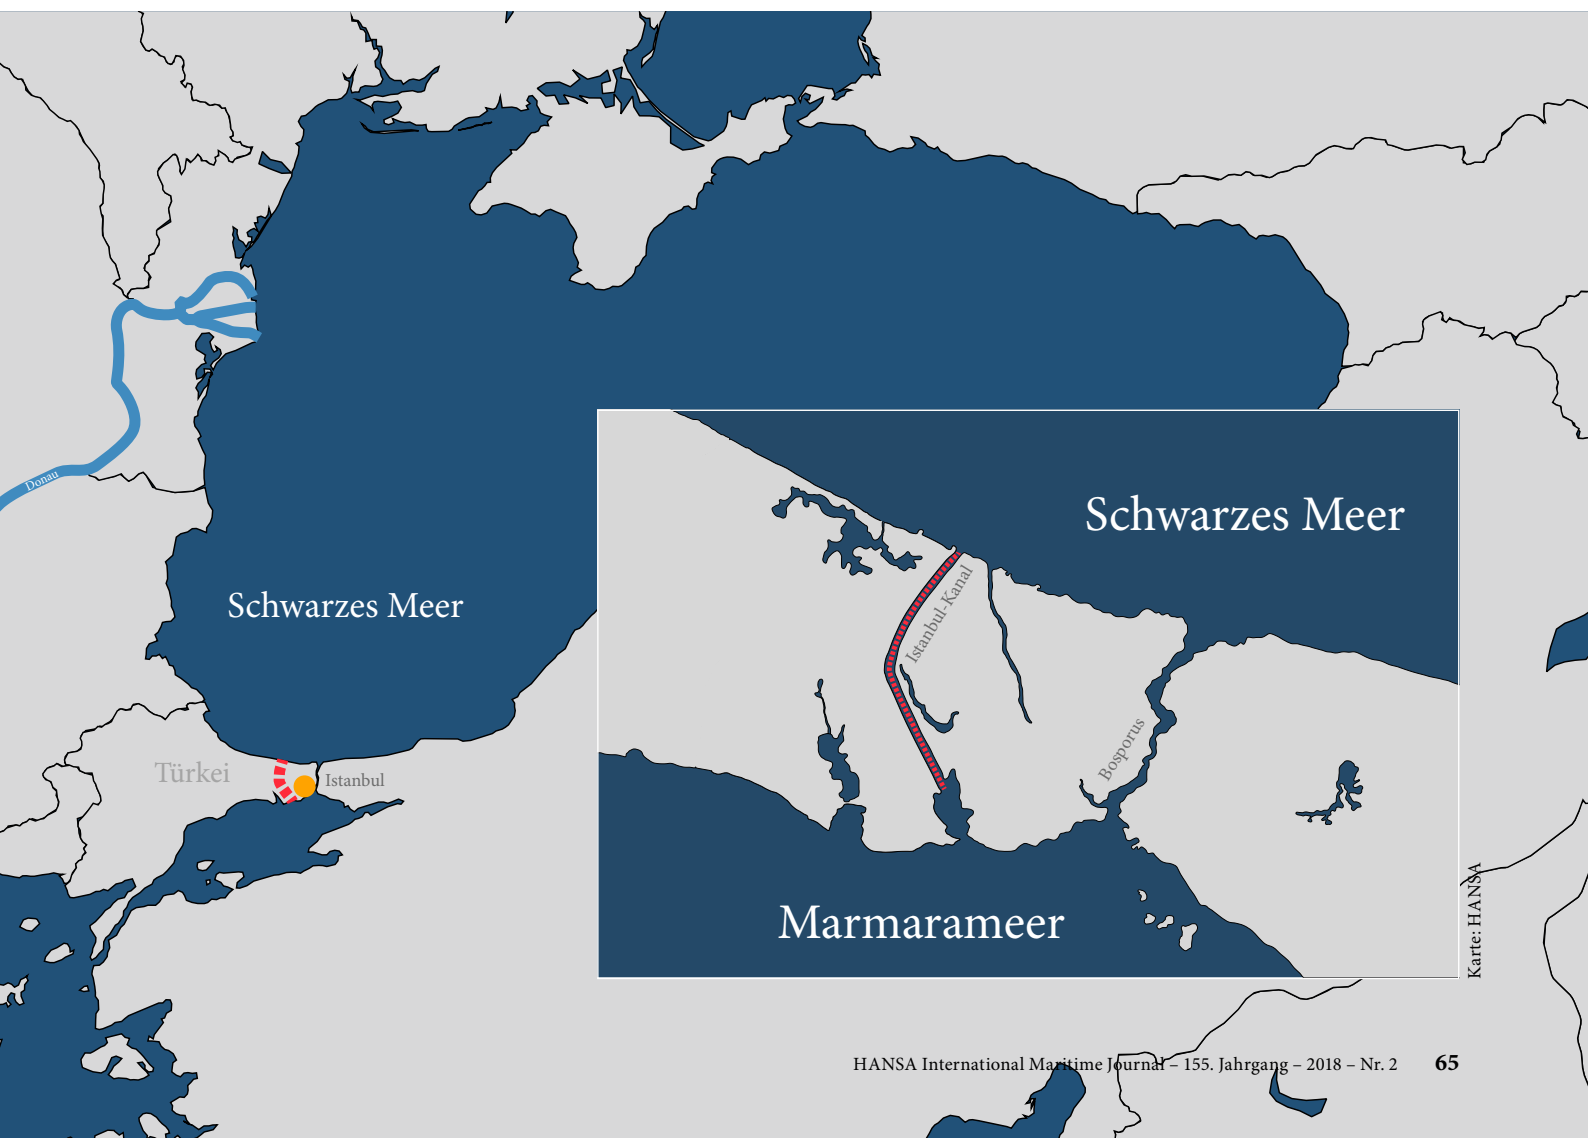 Donau
Schwarzes Meer
Türkei
Istanbul
Schwarzes Meer
Istanbul-Kanal
Bosporus
Marmarameer
Karte: HANSA
HANSA International Maritime Journal – 155. Jahrgang – 2018 – Nr. 2 65